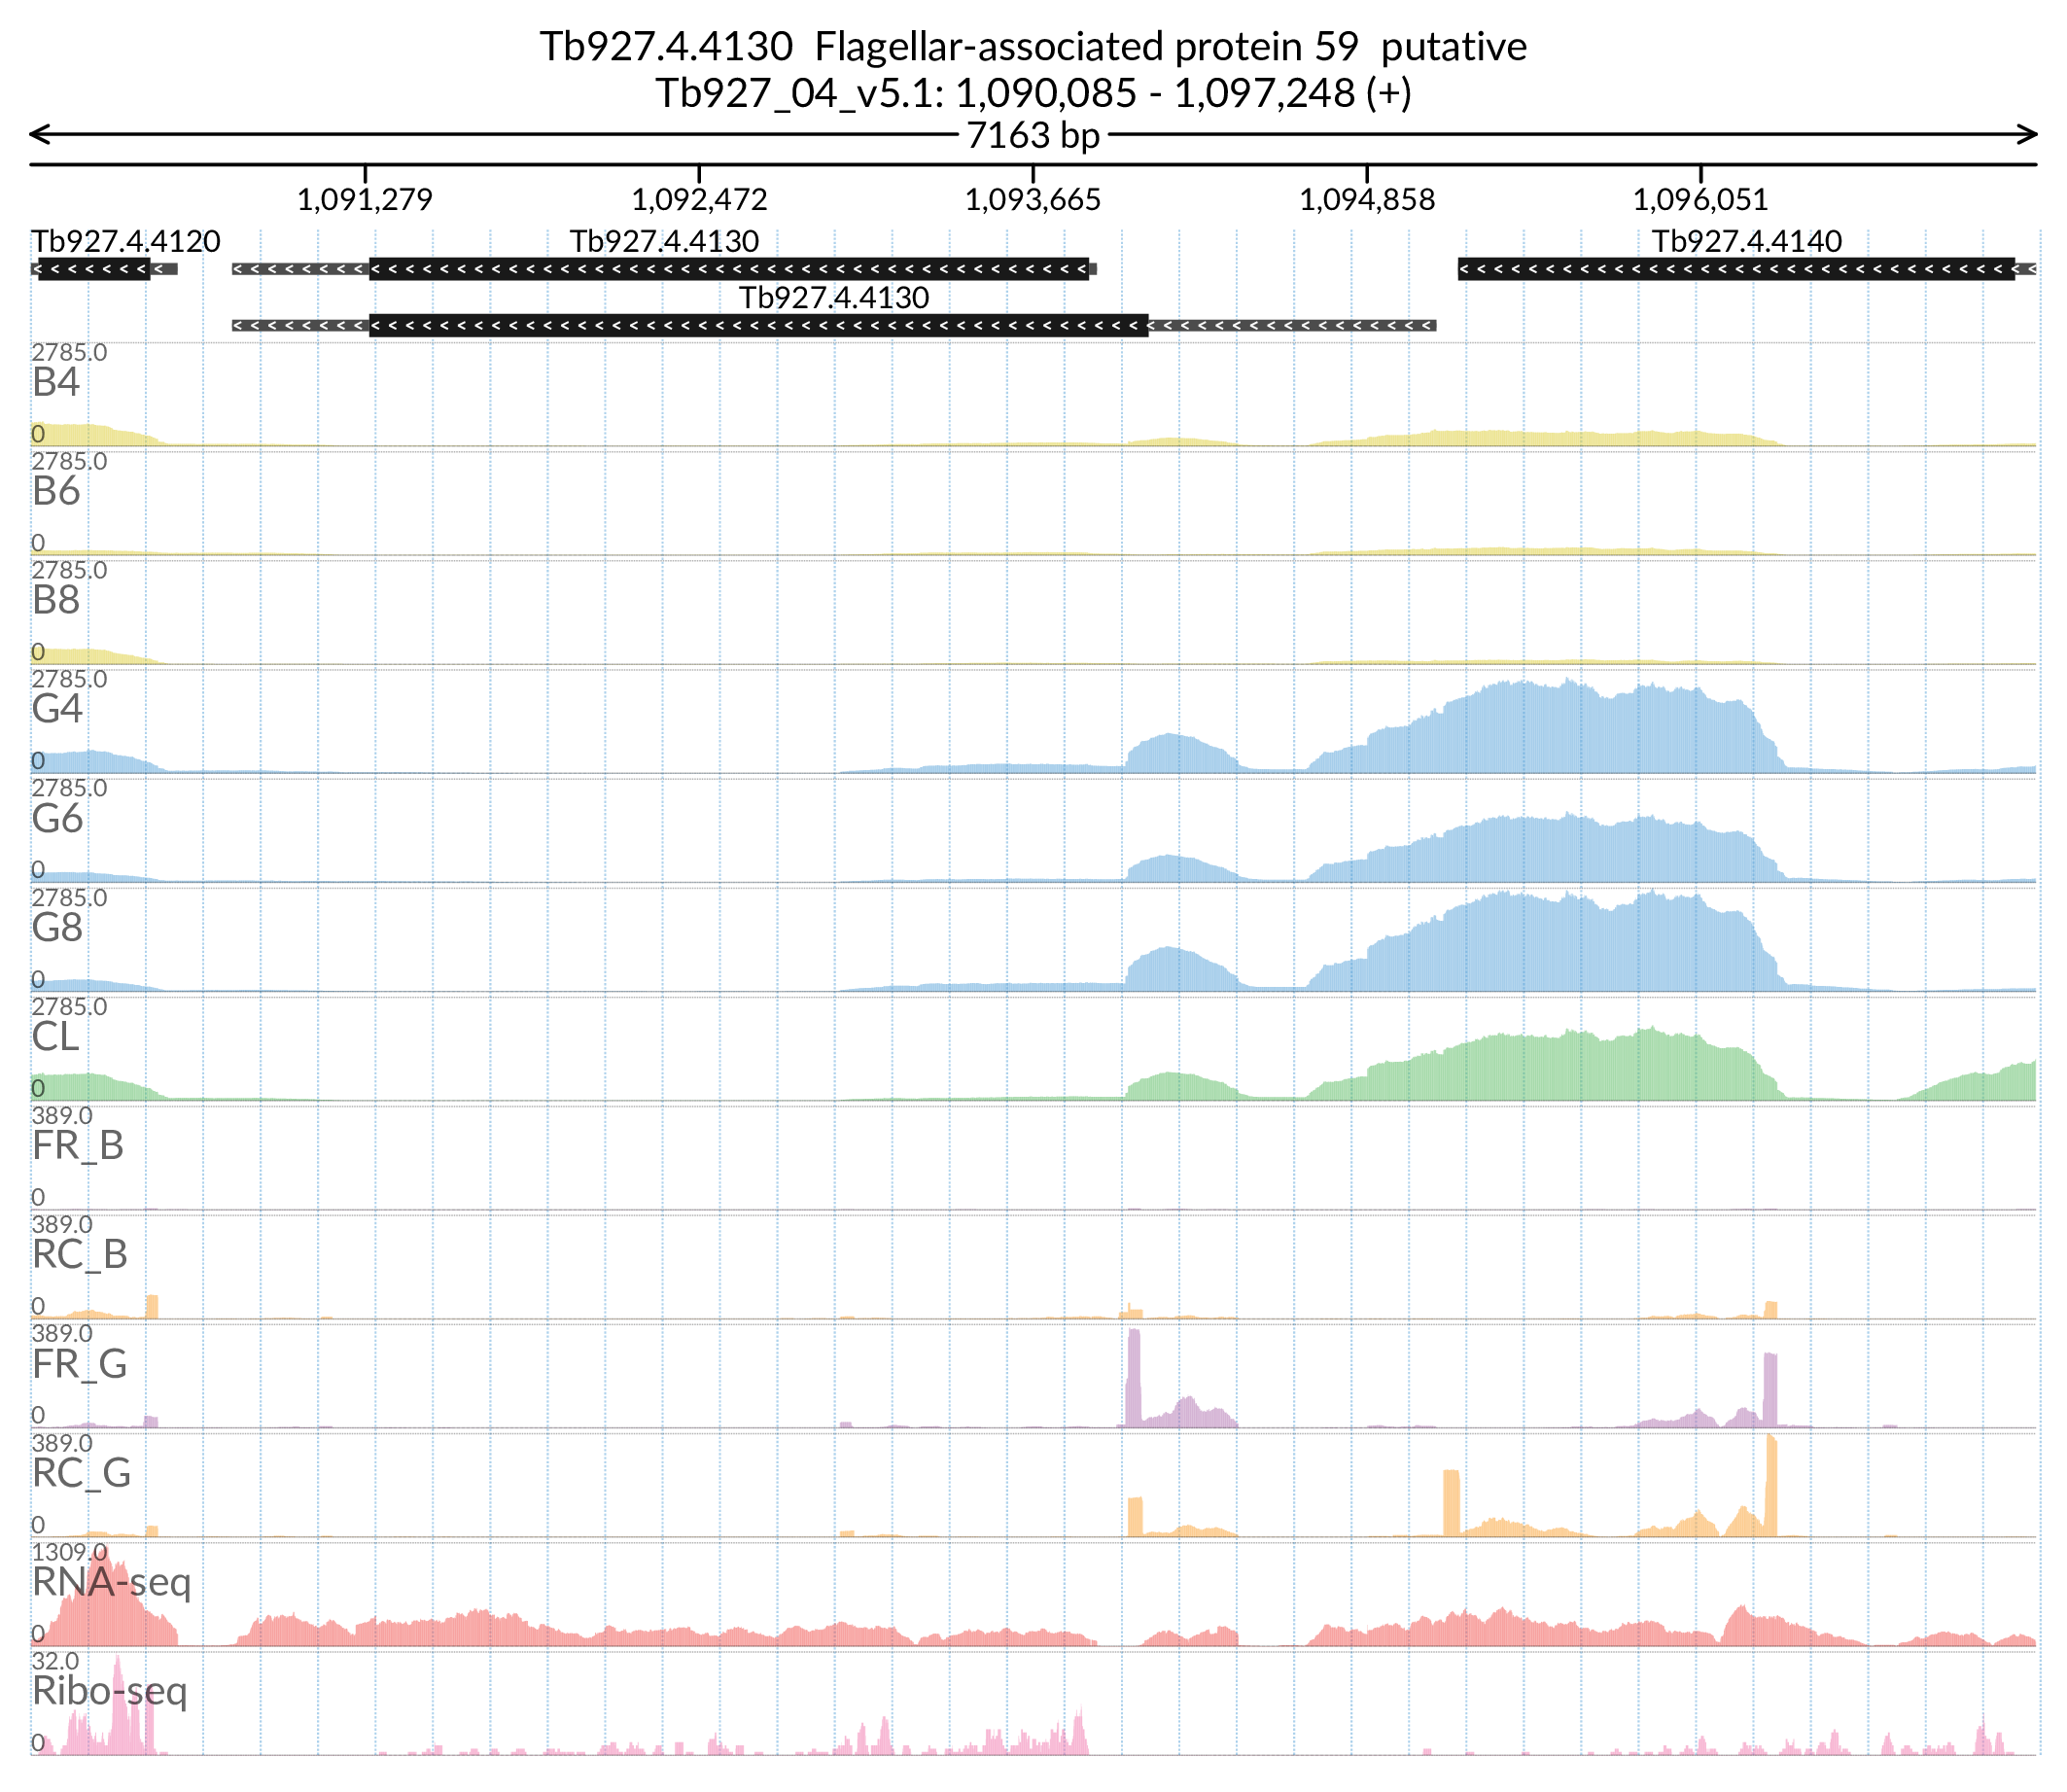 Tb927.4.4130 Flagellar-associated protein 59 putative
Tb927_04_v5.1: 1,090,085 - 1,097,248 (+)
7163 bp
1,091,279 1,092,472 1,093,665 1,094,858 1,096,051
Tb927.4.4120 Tb927.4.4130 Tb927.4.4140
Tb927.4.4130
2785.0
B4
0
2785.0
B6
0
2785.0
B8
0
2785.0
G4
0
2785.0
G6
0
2785.0
G8
0
2785.0
CL
0
389.0
FR_B
0
389.0
RC_B
0
389.0
FR_G
0
389.0
RC_G
0
1309.0
RNA-seq
0
32.0
Ribo-seq
0